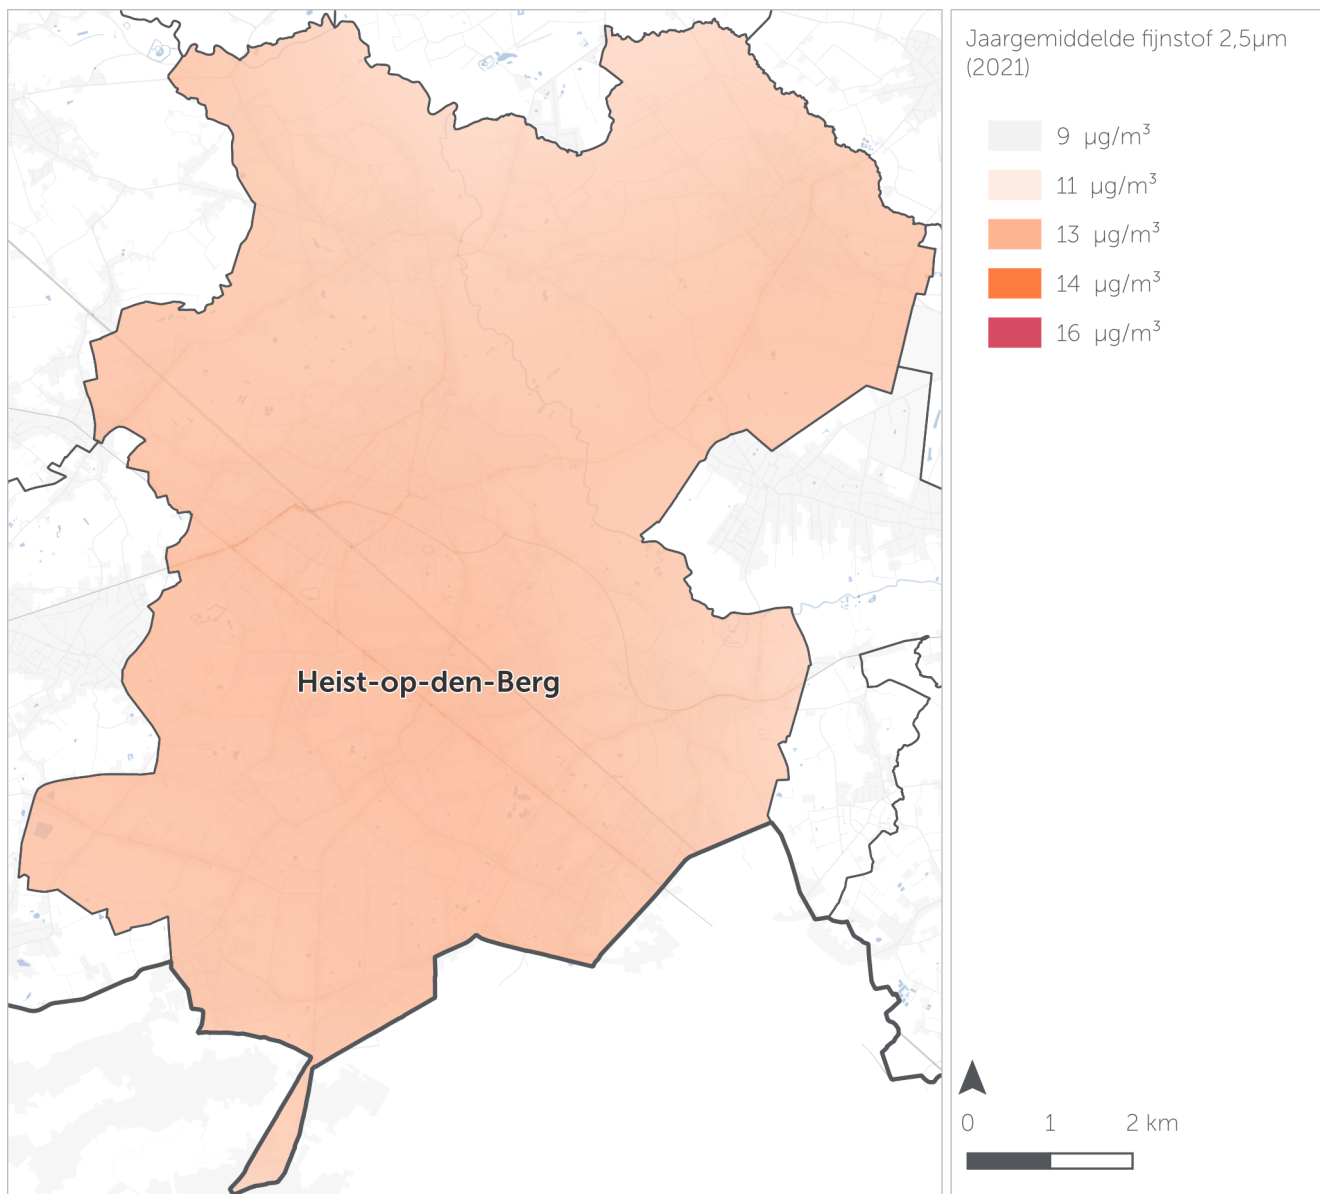 Jaargemiddelde fijnstof 2,5µm
(2021)
9 µg/m³
11 µg/m³
13 µg/m³
14 µg/m³
16 µg/m³
Heist-op-den-Berg
0 1 2 km